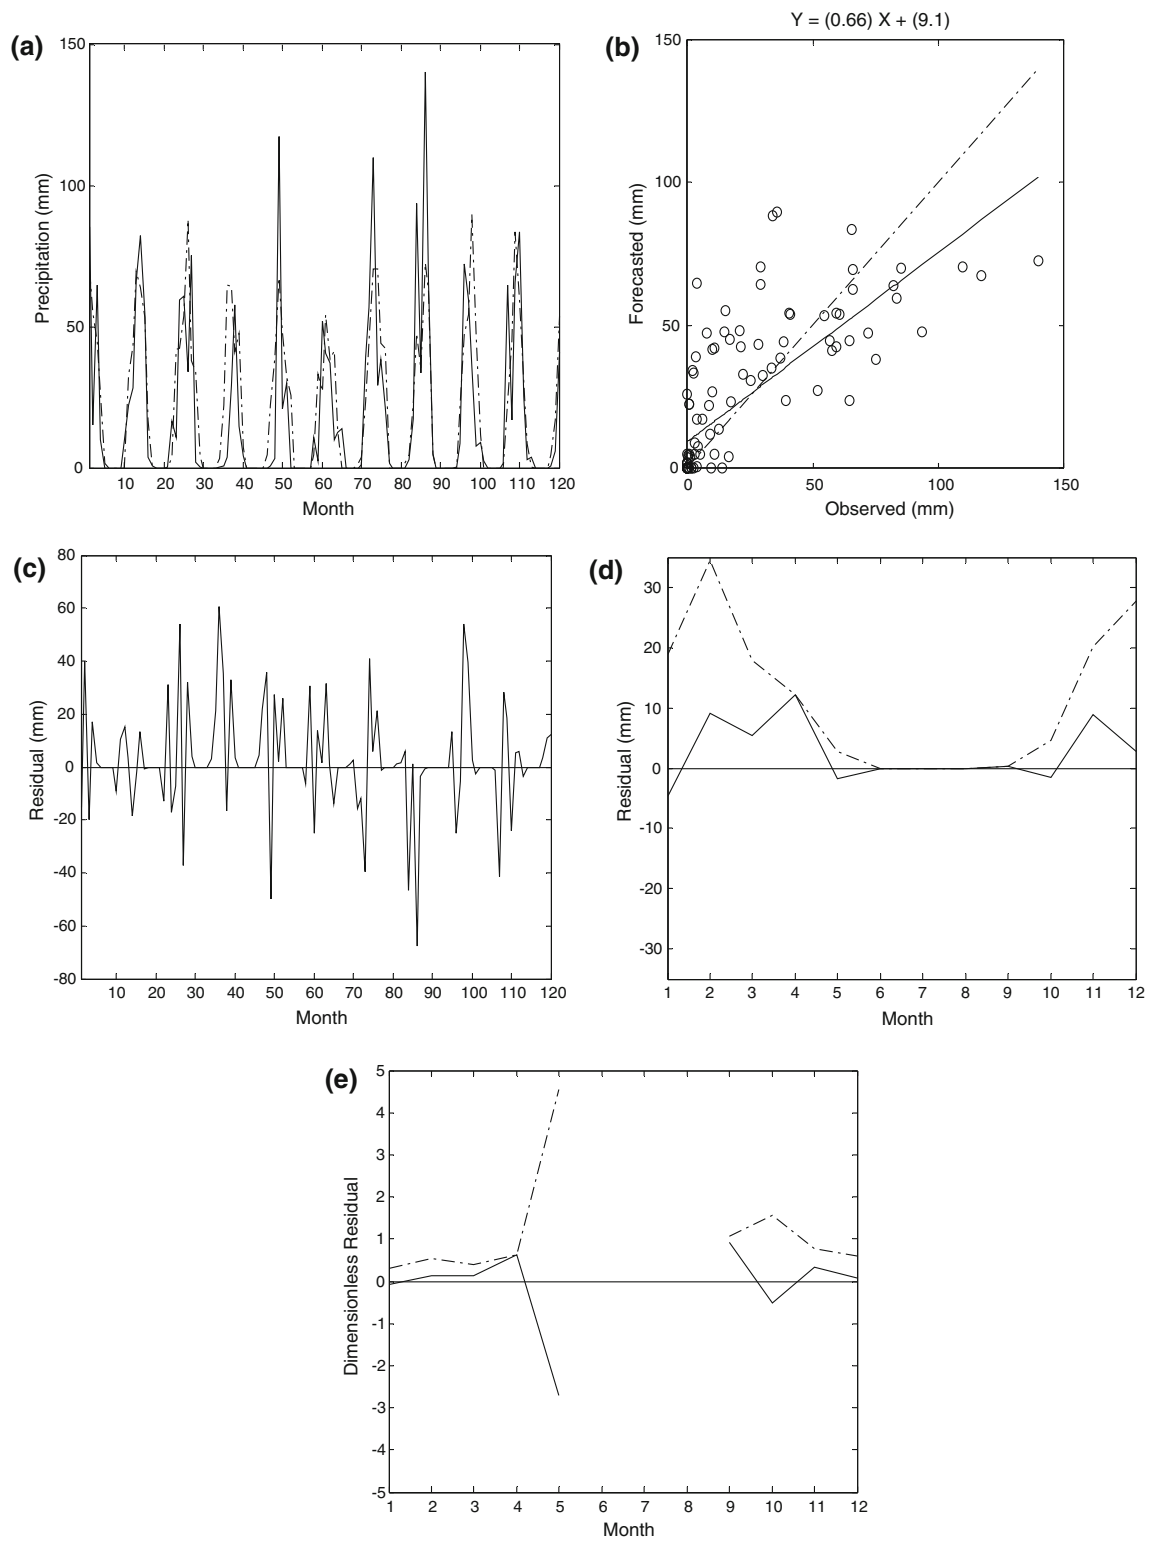 Y = (0.66) X + (9.1)
(a)
150
100
50
0
Precipitation (mm)
10 20 30 40 50 60 70 80 90 100 110 120
Month
(b)
150
100
50
0
Forecasted (mm)
0 50 100 150
Observed (mm)
(c)
80
60
40
20
0
-20
-40
-60
-80
Residual (mm)
10 20 30 40 50 60 70 80 90 100 110 120
Month
(d)
30
20
10
0
-10
-20
-30
Residual (mm)
1 2 3 4 5 6 7 8 9 10 11 12
Month
(e)
5
4
3
2
1
0
-1
-2
-3
-4
-5
Dimensionless Residual
1 2 3 4 5 6 7 8 9 10 11 12
Month